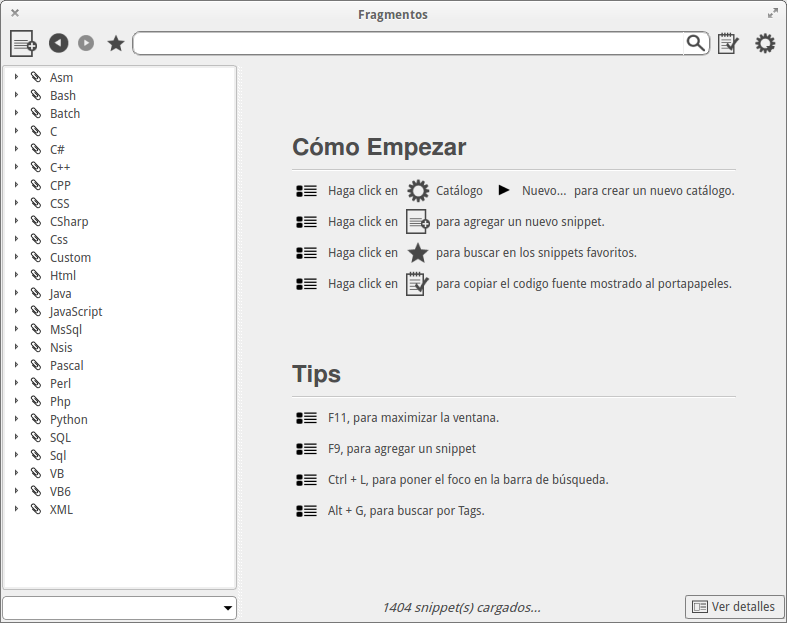 Fragmentos
Asm
Bash
Batch
C
C#
C++
CPP
CSS
CSharp
Css
Custom
Html
Java
JavaScript
MsSql
Nsis
Pascal
Perl
Php
Python
SQL
Sql
VB
VB6
XML
Cómo Empezar
Haga click en Catálogo Nuevo... para crear un nuevo catálogo.
Haga click en para agregar un nuevo snippet.
Haga click en para buscar en los snippets favoritos.
Haga click en para copiar el codigo fuente mostrado al portapapeles.
Tips
F11, para maximizar la ventana.
F9, para agregar un snippet
Ctrl + L, para poner el foco en la barra de búsqueda.
Alt + G, para buscar por Tags.
1404 snippet(s) cargados...
Ver detalles